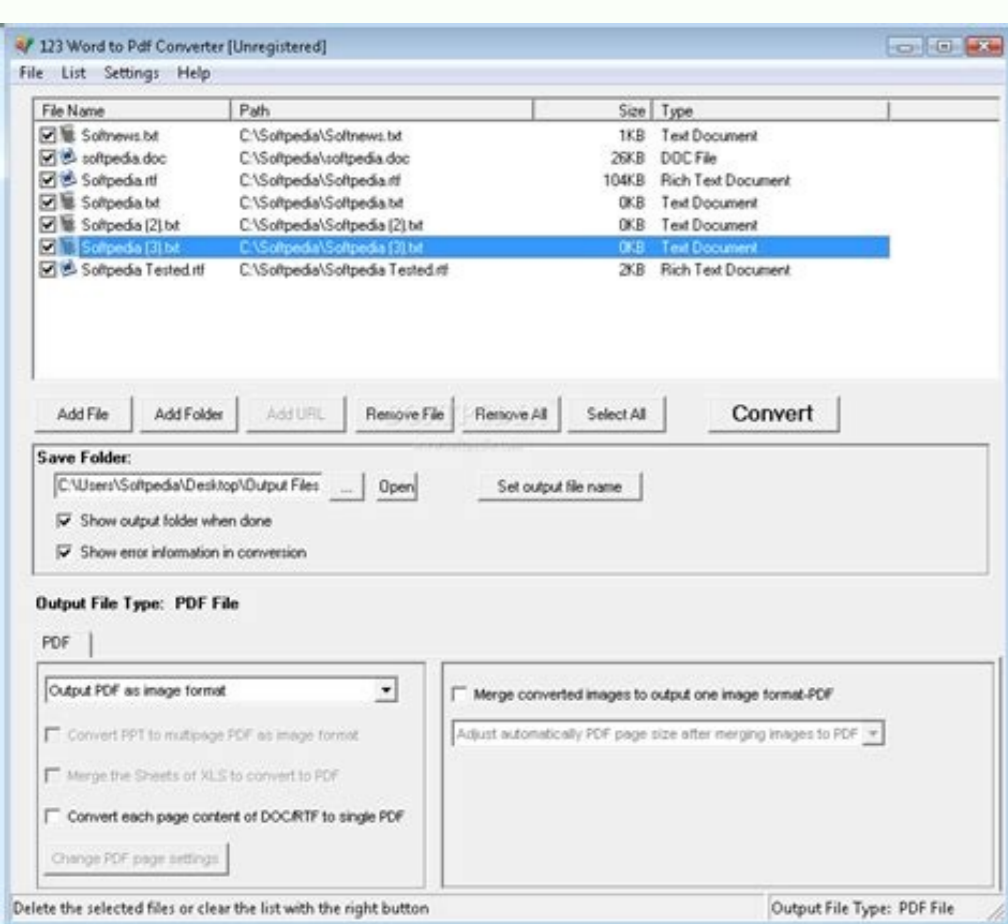 123 Word to Pdf Converter [Unregistered]
File List Settings Help
File Name Path Size Type
Softnews.txt C:\Softpedia\Softnews.txt 1KB Text Document
softpedia.doc C:\Softpedia\softpedia.doc 26KB DOC File
Softpedia.rtf C:\Softpedia\Softpedia.rtf 104KB Rich Text Document
Softpedia.txt C:\Softpedia\Softpedia.txt 0KB Text Document
Softpedia (2).txt C:\Softpedia\Softpedia (2).txt 0KB Text Document
Softpedia (3).txt C:\Softpedia\Softpedia (3).txt 0KB Text Document
Softpedia Tested.rtf C:\Softpedia\Softpedia Tested.rtf 2KB Rich Text Document
Add File Add Folder Add URL Remove File Remove All Select All Convert
Save Folder:
C:\Users\Softpedia\Desktop\Output Files ... Open Set output file name
Show output folder when done
Show error information in conversion
Output File Type: PDF File
PDF
Output PDF as image format
Merge converted images to output one image format-PDF
Convert PPT to multipage PDF as image format
Adjust automatically PDF page size after merging images to PDF
Merge the Sheets of XLS to convert to PDF
Convert each page content of DOC/RTF to single PDF
Change PDF page settings
Delete the selected files or clear the list with the right button
Output File Type: PDF File